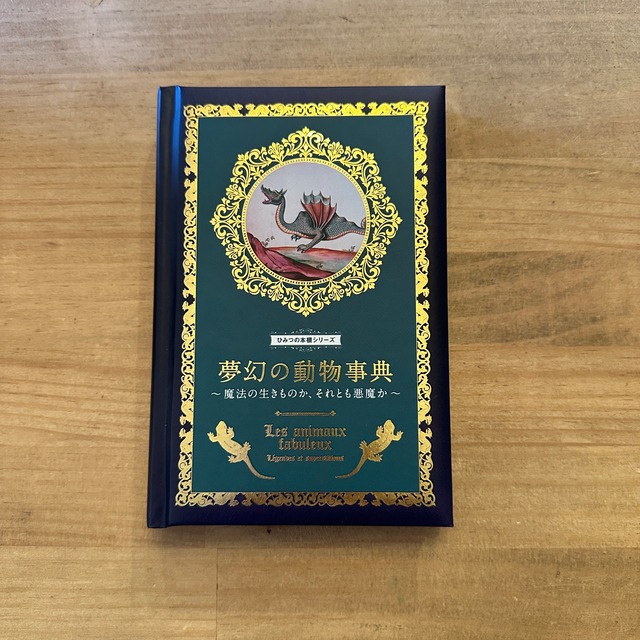 ひみつの本棚シリーズ
夢幻の動物事典
～魔法の生きものか、それとも悪魔か～
Les animaux
fabuleux
Légendes et superstitions